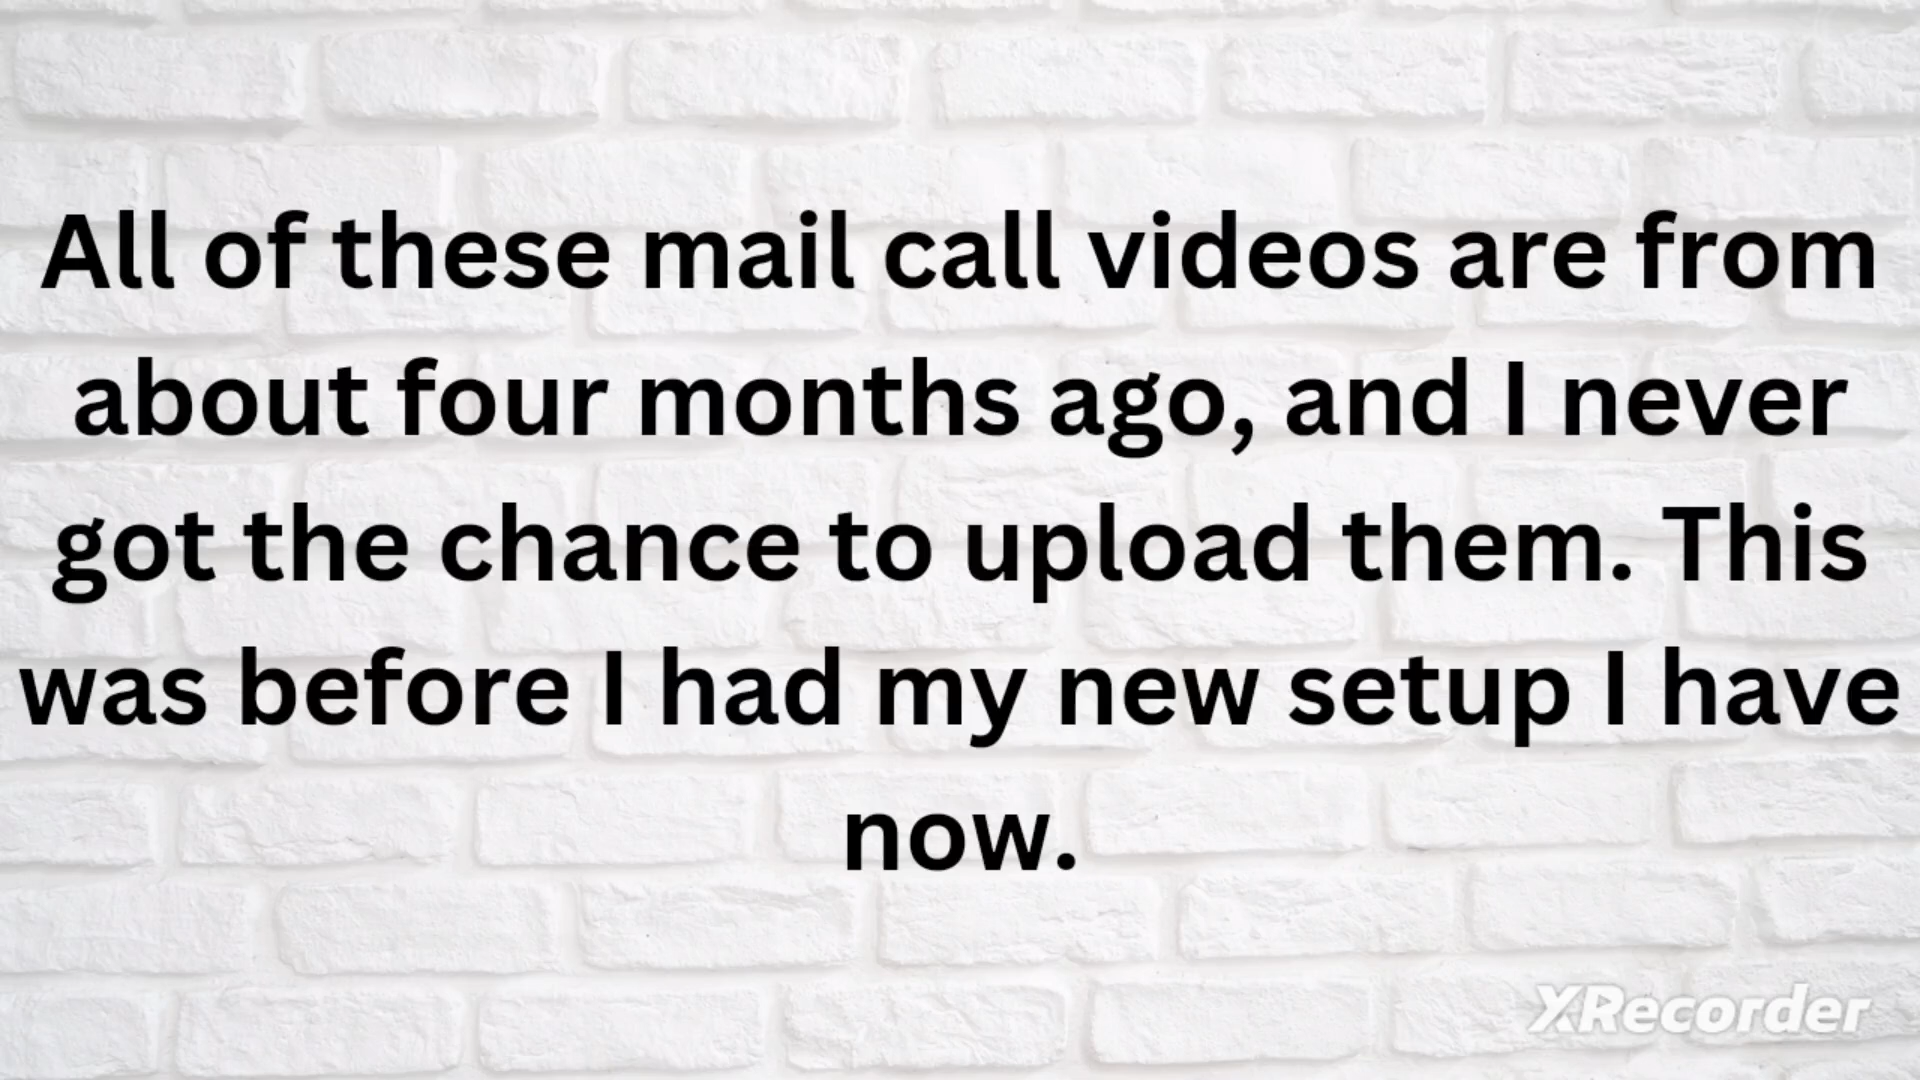 All of these mail call videos are from
about four months ago, and I never
got the chance to upload them. This
was before I had my new setup I have
now.
XRecorder